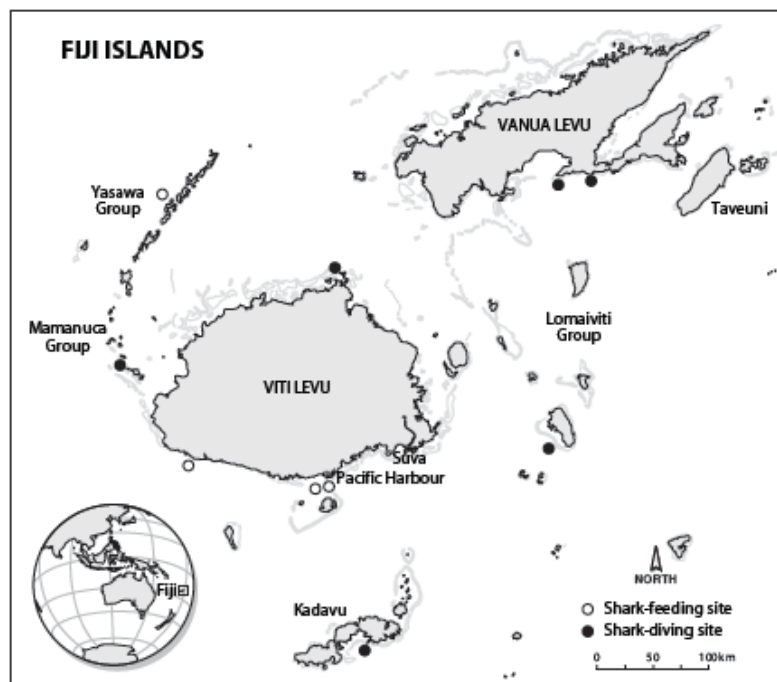 FIJI ISLANDS
VANUA LEVU
Yasawa
Group
Taveuni
Lomaiviti
Group
Mamanuca
Group
VITI LEVU
Suva
Pacific Harbour
Fiji
NORTH
Kadavu
Shark-feeding site
Shark-diving site
0 50 100km